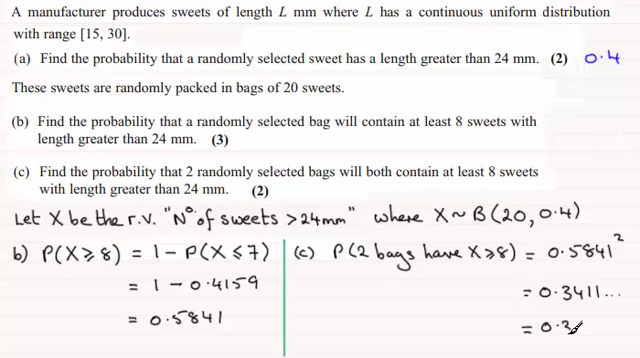 A manufacturer produces sweets of length L mm where L has a continuous uniform distribution
with range [15, 30].
(a) Find the probability that a randomly selected sweet has a length greater than 24 mm. (2) 0.4
These sweets are randomly packed in bags of 20 sweets.
(b) Find the probability that a randomly selected bag will contain at least 8 sweets with
length greater than 24 mm. (3)
(c) Find the probability that 2 randomly selected bags will both contain at least 8 sweets
with length greater than 24 mm. (2)
Let X be the r.v. "Nº of sweets > 24mm" where X ~ B(20, 0.4)
b) P(X ⩾ 8) = 1 - P(X ⩽ 7)
= 1 - 0.4159
= 0.5841
(c) P(2 bags have X ⩾ 8) = 0.5841²
= 0.3411...
= 0.3